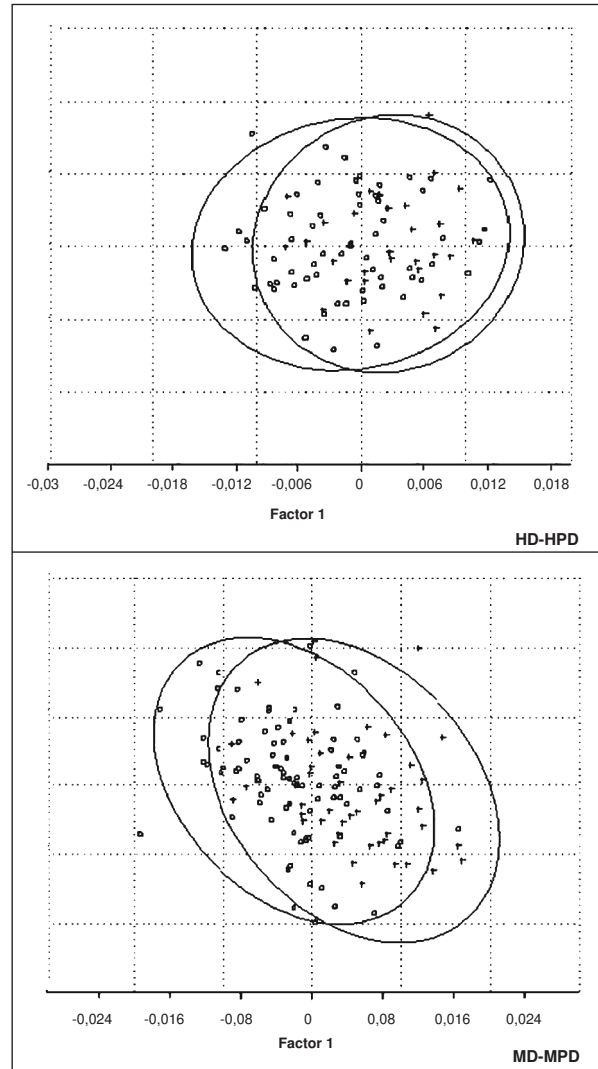 -0,03 -0,024 -0,018 -0,012 -0,006 0 0,006 0,012 0,018
Factor 1
HD-HPD
-0,024 -0,016 -0,08 0 0,08 0,016 0,024
Factor 1
MD-MPD